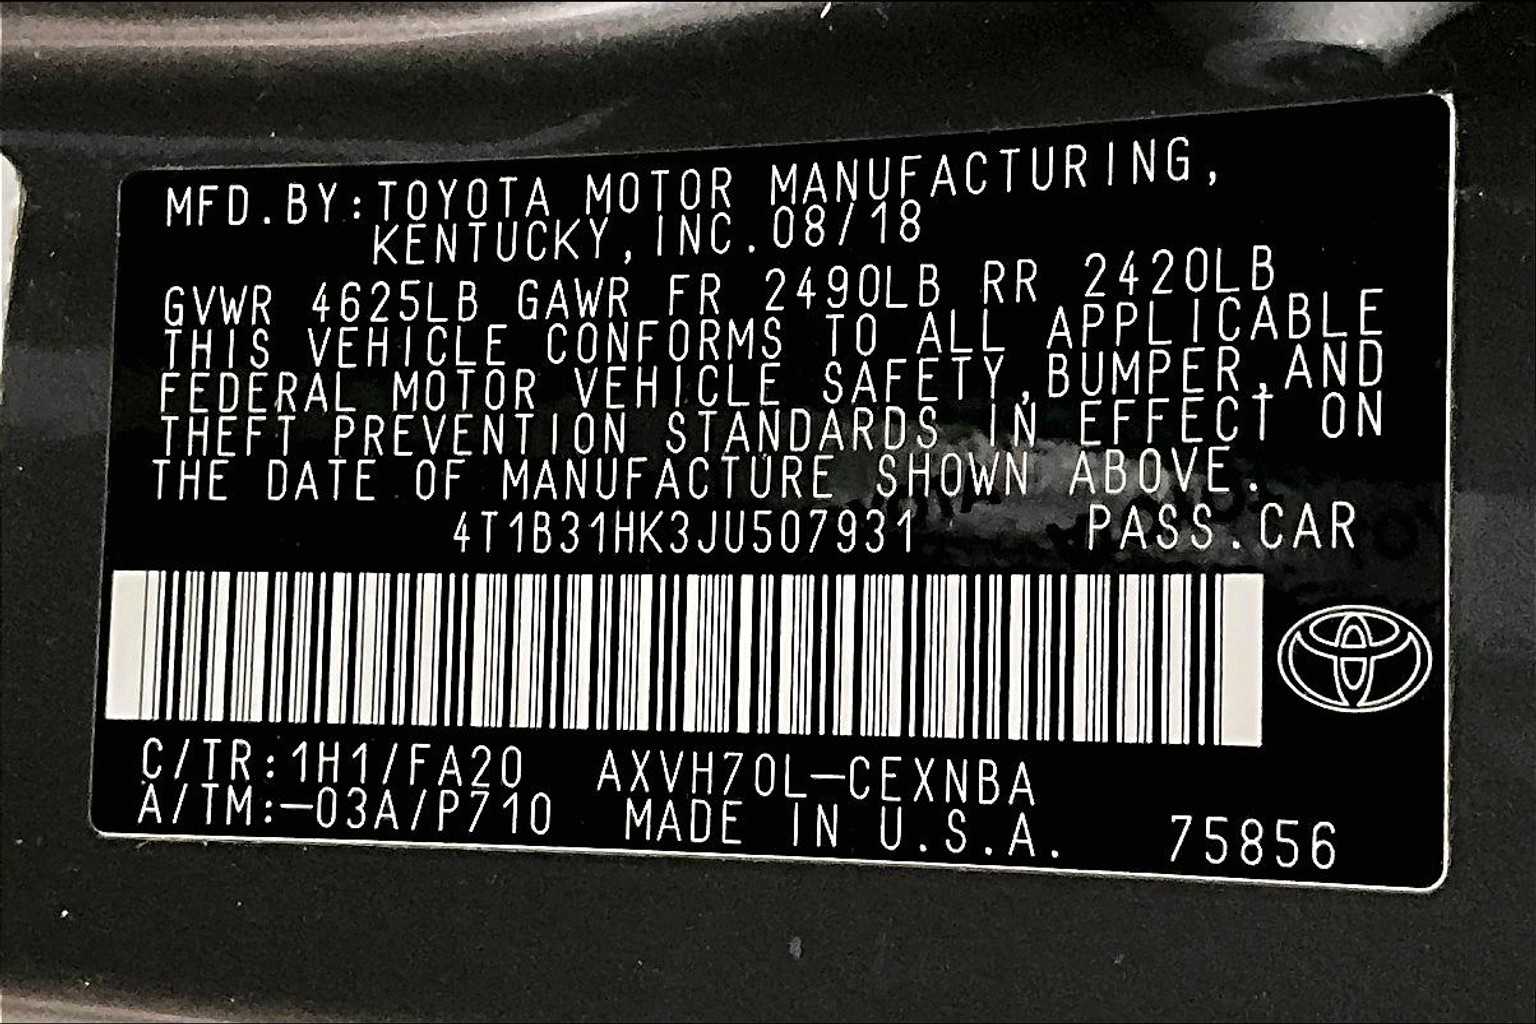 MFD.BY:TOYOTA MOTOR MANUFACTURING,
KENTUCKY,INC.08/18
GVWR 4625LB GAWR FR 2490LB RR 2420LB
THIS VEHICLE CONFORMS TO ALL APPLICABLE
FEDERAL MOTOR VEHICLE SAFETY,BUMPER,AND
THEFT PREVENTION STANDARDS IN EFFECT ON
THE DATE OF MANUFACTURE SHOWN ABOVE.
4T1B31HK3JU507931 PASS.CAR
C/TR:1H1/FA20 AXVH70L-CEXNBA
A/TM:-03A/P710 MADE IN U.S.A. 75856